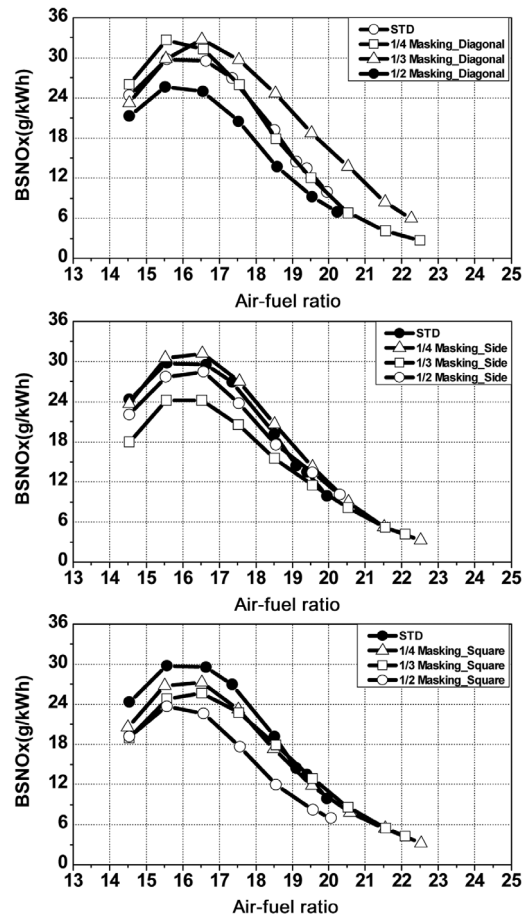 36
30
24
18
12
6
0
BSNOx(g/kWh)
STD
1/4 Masking_Diagonal
1/3 Masking_Diagonal
1/2 Masking_Diagonal
13 14 15 16 17 18 19 20 21 22 23 24 25
Air-fuel ratio
36
30
24
18
12
6
0
BSNOx(g/kWh)
STD
1/4 Masking_Side
1/3 Masking_Side
1/2 Masking_Side
13 14 15 16 17 18 19 20 21 22 23 24 25
Air-fuel ratio
36
30
24
18
12
6
0
BSNOx(g/kWh)
STD
1/4 Masking_Square
1/3 Masking_Square
1/2 Masking_Square
13 14 15 16 17 18 19 20 21 22 23 24 25
Air-fuel ratio